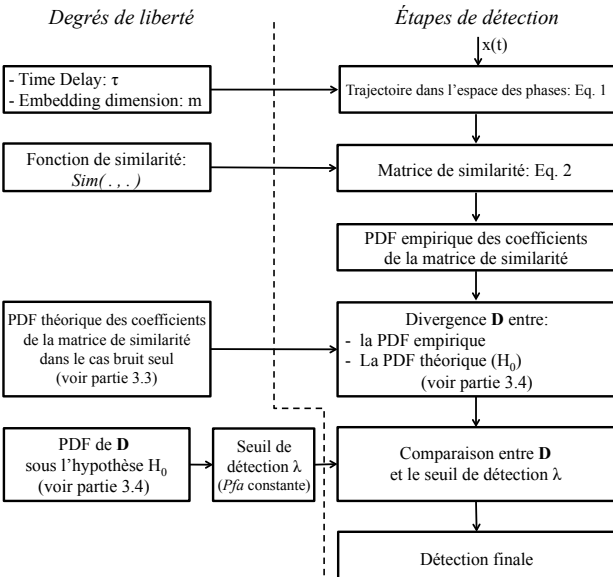 Degrés de liberté
Étapes de détection
x(t)
- Time Delay: τ
- Embedding dimension: m
Trajectoire dans l'espace des phases: Eq. 1
Fonction de similarité:
Sim( . , . )
Matrice de similarité: Eq. 2
PDF empirique des coefficients
de la matrice de similarité
PDF théorique des coefficients
de la matrice de similarité
dans le cas bruit seul
(voir partie 3.3)
Divergence D entre:
- la PDF empirique
- La PDF théorique (H₀)
(voir partie 3.4)
PDF de D
sous l'hypothèse H₀
(voir partie 3.4)
Seuil de
détection λ
(Pfa constante)
Comparaison entre D
et le seuil de détection λ
Détection finale